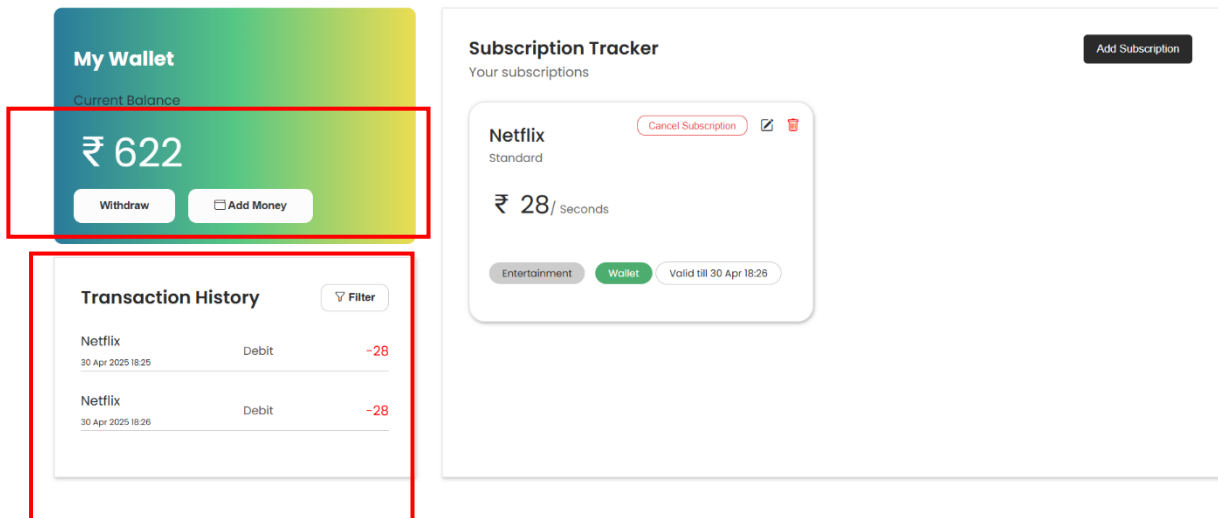 My Wallet
Current Balance
₹ 622
Withdraw
Add Money
Transaction History
Filter
Netflix
30 Apr 2025 18:25
Debit
-28
Netflix
30 Apr 2025 18:26
Debit
-28
Subscription Tracker
Your subscriptions
Add Subscription
Netflix
Standard
Cancel Subscription
₹ 28/ Seconds
Entertainment
Wallet
Valid till 30 Apr 18:26